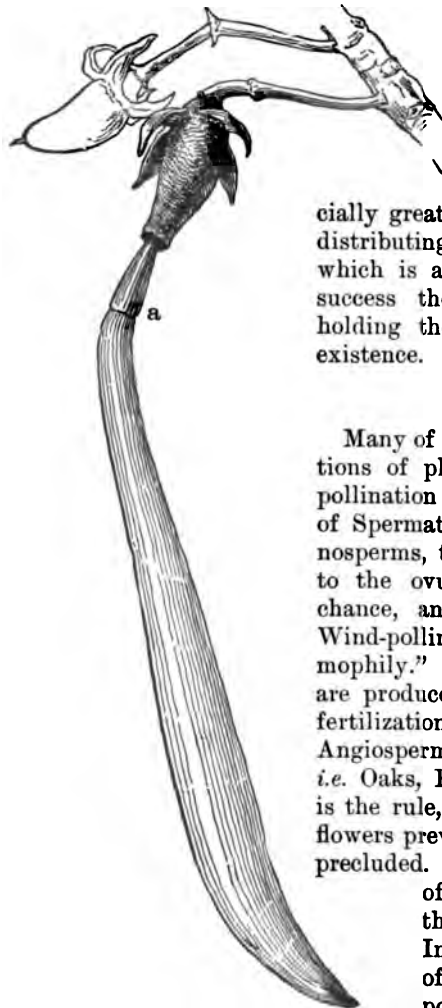 a
cially great
distributing
which is a
success the
holding th
existence.
Many of
tions of pl
pollination
of Spermat
nosperms, t
to the ovu
chance, an
Wind-pollin
mophily."
are produce
fertilization
Angiosperm
i.e. Oaks,
is the rule,
flowers prev
precluded.
of
th
In
of